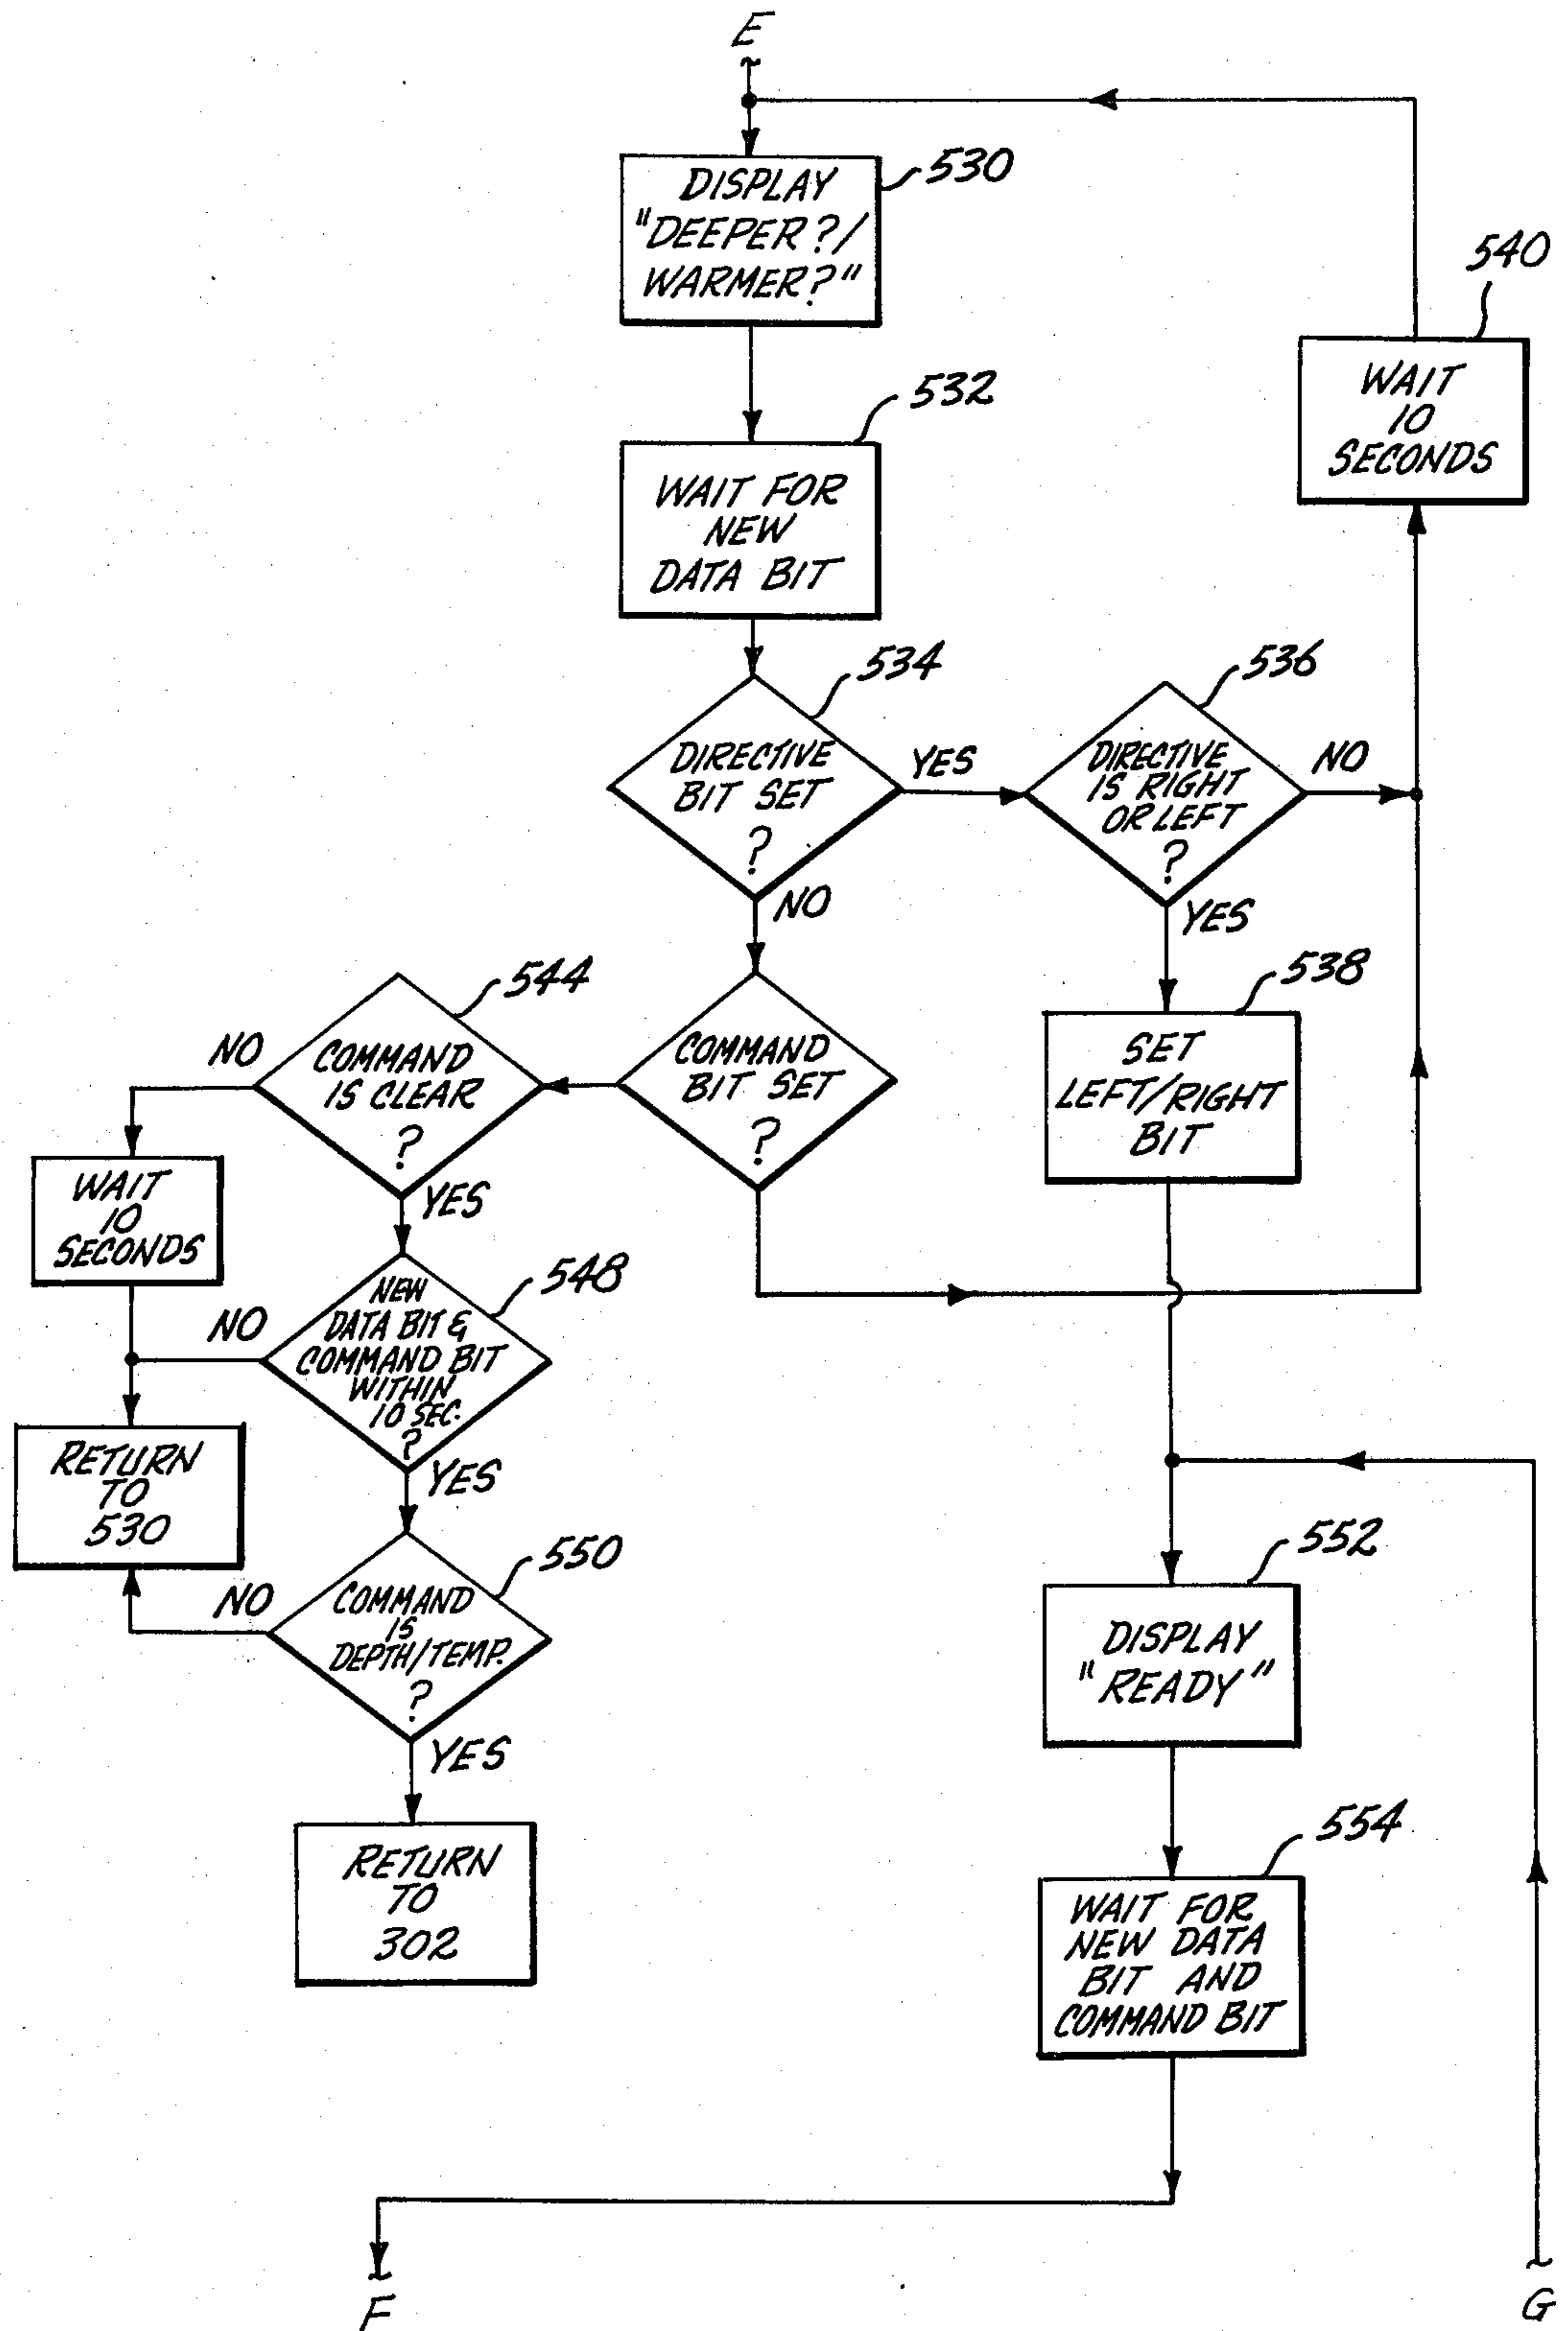 E
DISPLAY
"DEEPER?/
WARMER?"
530
540
WAIT
10
SECONDS
532
WAIT FOR
NEW
DATA BIT
534
DIRECTIVE
BIT SET
?
YES
536
DIRECTIVE
IS RIGHT
OR LEFT
?
NO
NO
YES
544
COMMAND
IS CLEAR
?
NO
COMMAND
BIT SET
?
538
SET
LEFT/RIGHT
BIT
WAIT
10
SECONDS
YES
548
NEW
DATA BIT &
COMMAND BIT
WITHIN
10 SEC.
?
NO
RETURN
TO
530
YES
550
COMMAND
IS
DEPTH/TEMP.
?
NO
552
DISPLAY
"READY"
YES
RETURN
TO
302
554
WAIT FOR
NEW DATA
BIT AND
COMMAND BIT
F
G